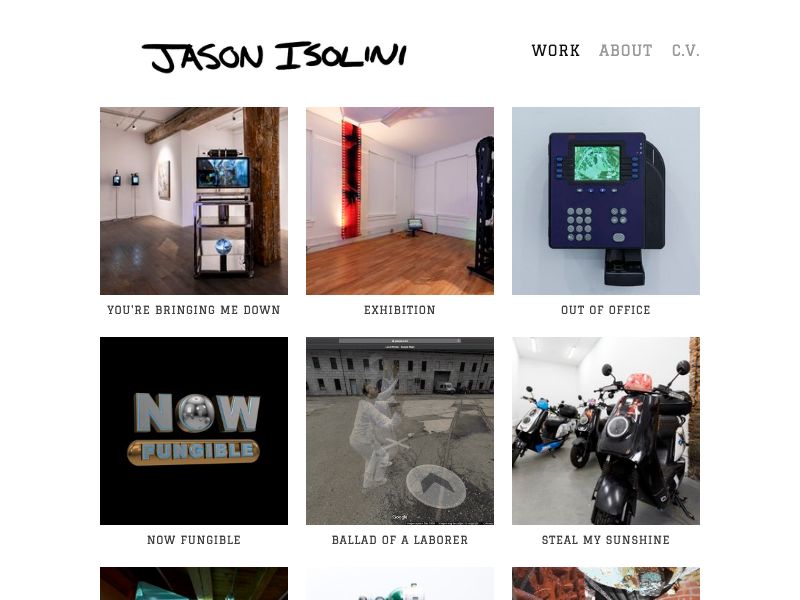 JASON ISOLINI
WORK ABOUT C.V.
YOU'RE BRINGING ME DOWN
EXHIBITION
OUT OF OFFICE
NOW
FUNGIBLE
Google
NOW FUNGIBLE
BALLAD OF A LABORER
STEAL MY SUNSHINE